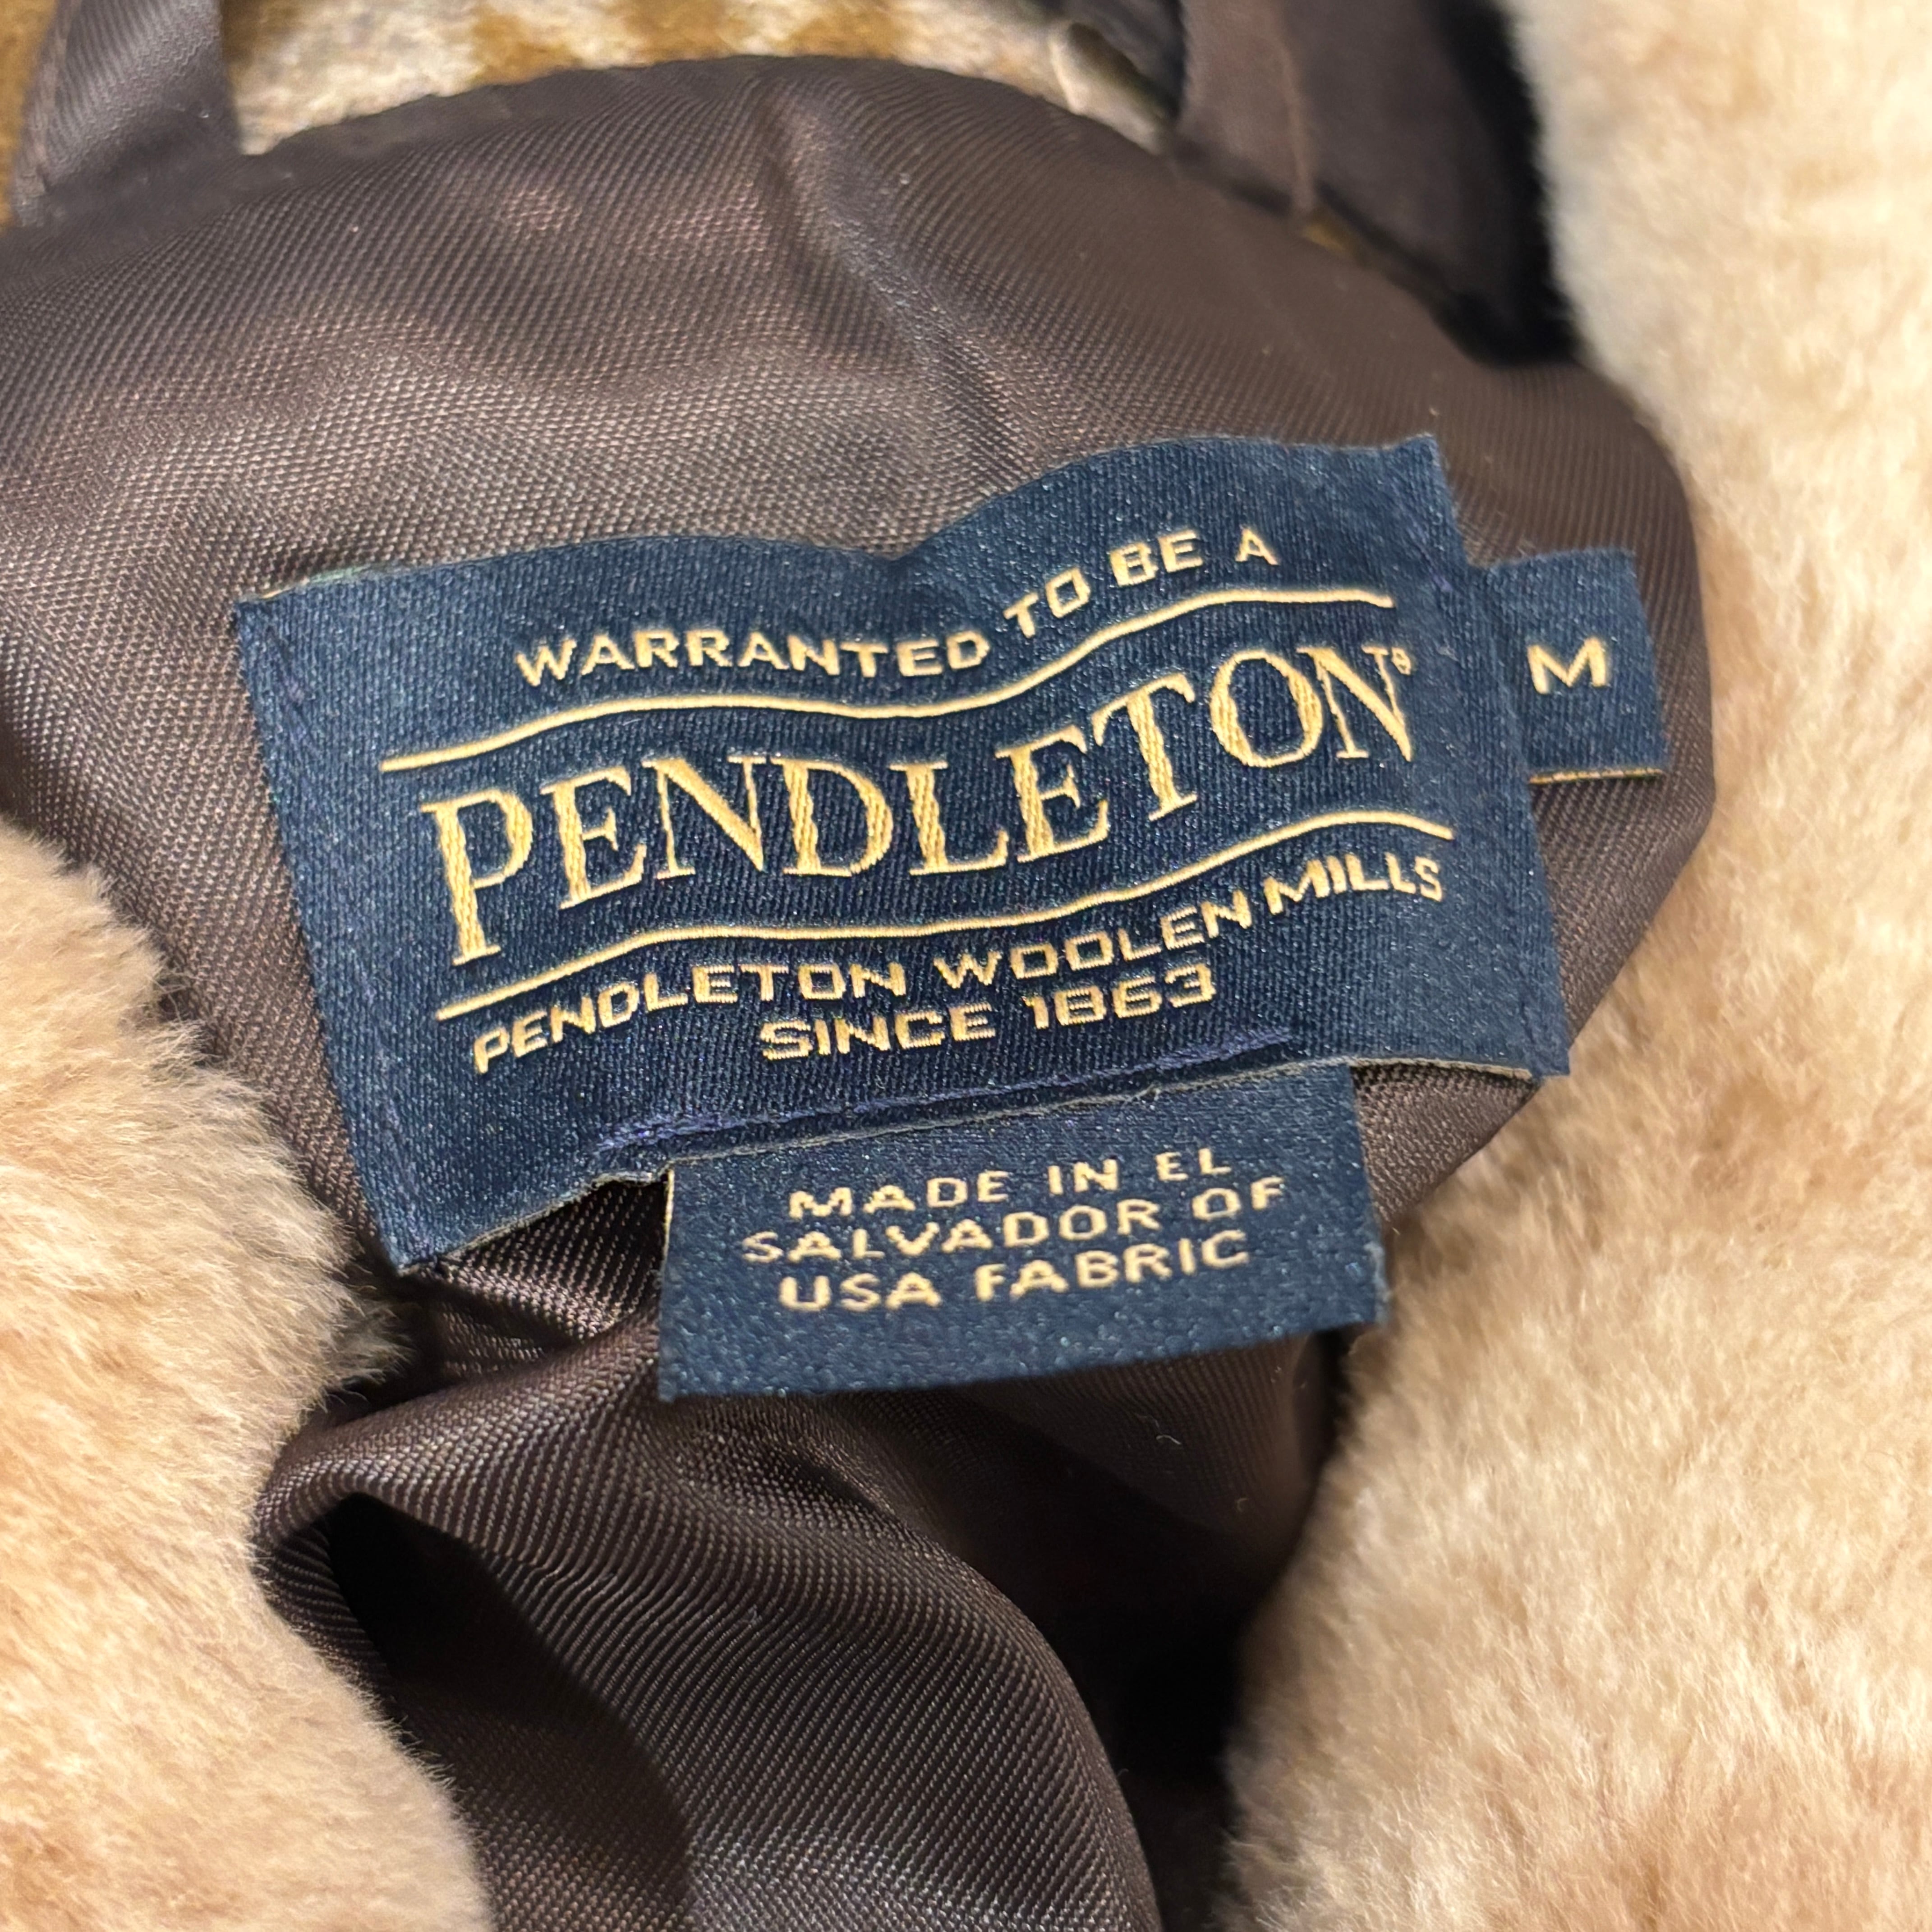 WARRANTED TO BE A
PENDLETON®
M
PENDLETON WOOLEN MILLS
SINCE 1863
MADE IN EL
SALVADOR OF
USA FABRIC